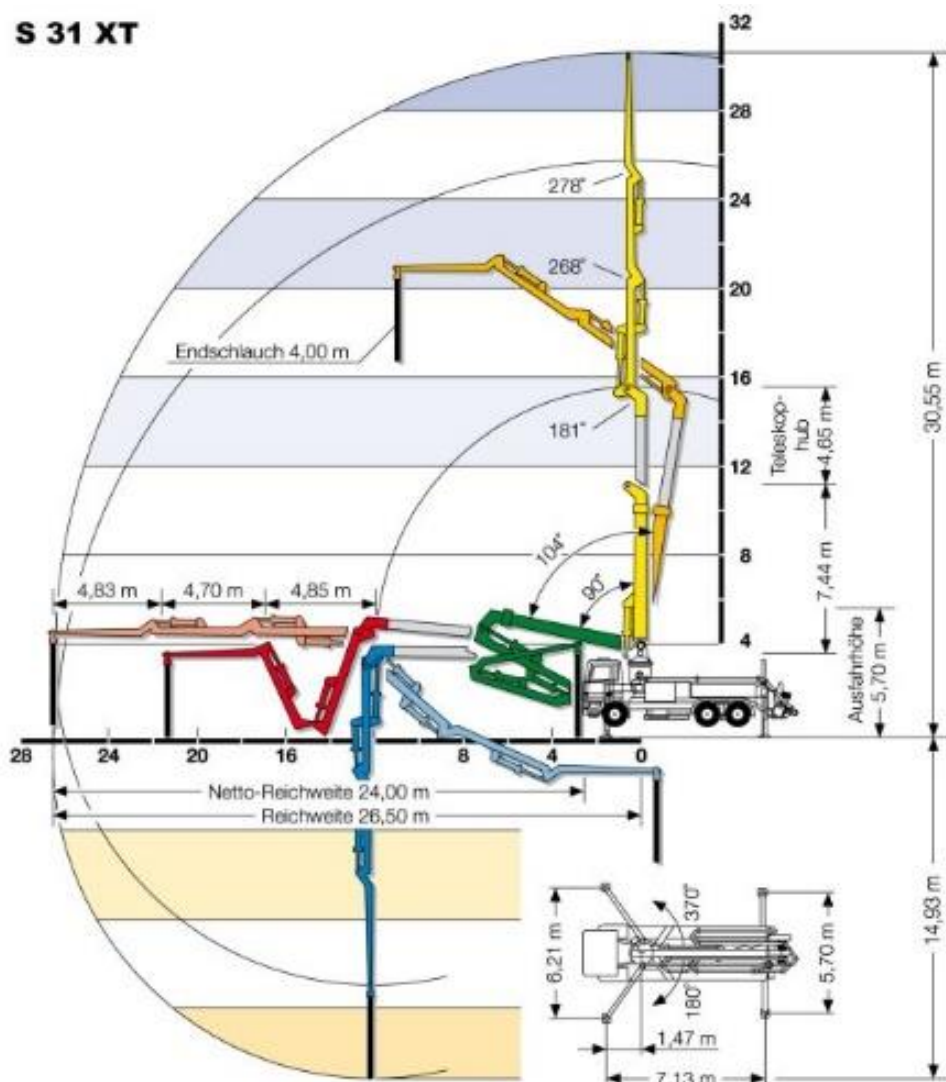 S 31 XT
32
28
278°
24
268°
20
Endschlauch 4,00 m
16
181°
Teleskop-
hub
4,65 m
30,55 m
12
104°
8
90°
7,44 m
4,83 m
4,70 m
4,85 m
4
Ausfahrhöhe
5,70 m
28
24
20
16
8
4
0
Netto-Reichweite 24,00 m
Reichweite 26,50 m
14,93 m
370°
180°
6,21 m
5,70 m
1,47 m
7,13 m